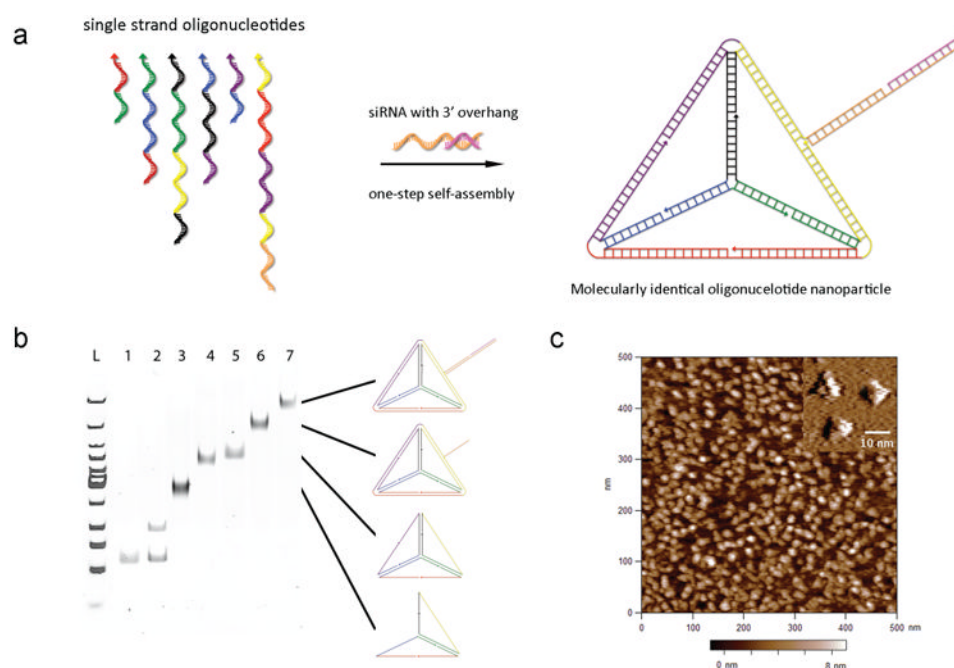 a
single strand oligonucleotides
siRNA with 3' overhang
one-step self-assembly
Molecularly identical oligonucelotide nanoparticle
b
L 1 2 3 4 5 6 7
c
500
400
300
200
100
0
nm
10 nm
0 100 200 300 400 500 nm
0 nm 8 nm